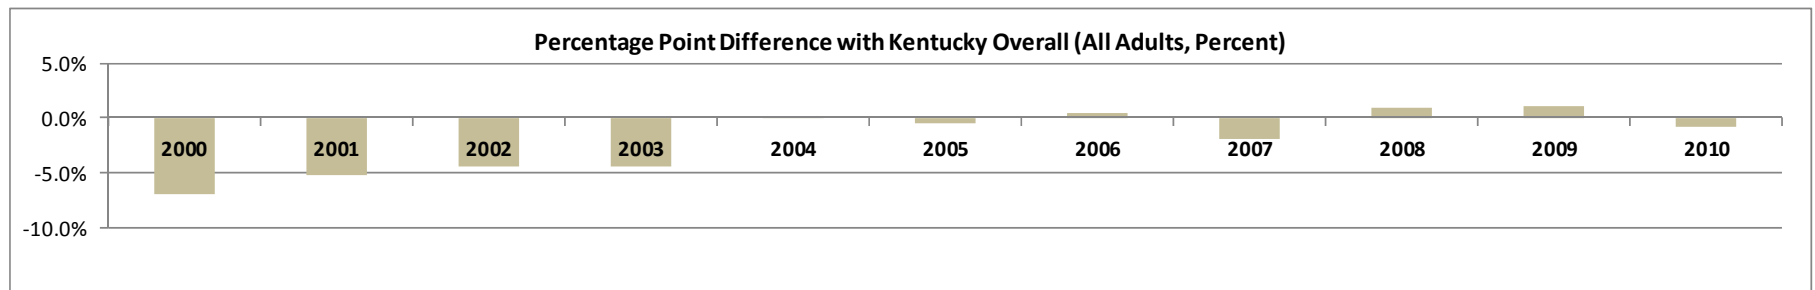 Percentage Point Difference with Kentucky Overall (All Adults, Percent)
5.0%
0.0%
2000 2001 2002 2003 2004 2005 2006 2007 2008 2009 2010
-5.0%
-10.0%